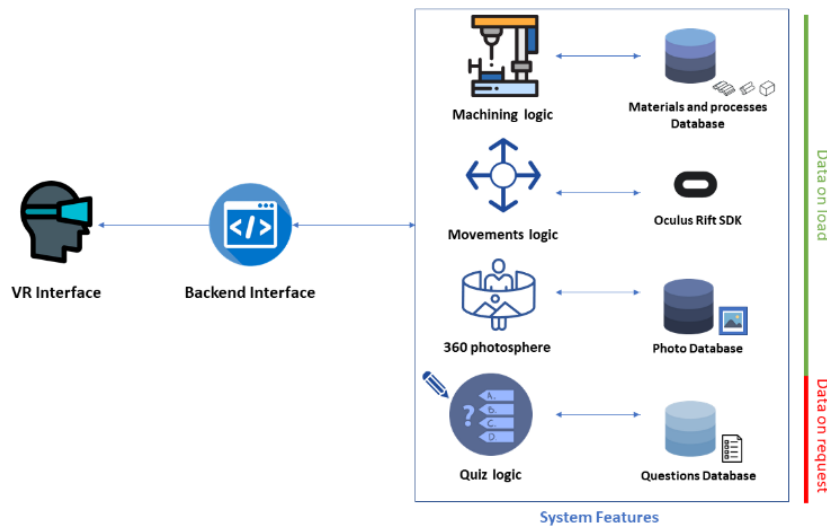 Machining logic
Materials and processes
Database
Movements logic
Oculus Rift SDK
VR Interface
</>
Backend Interface
360 photosphere
Photo Database
?
A.
B.
C.
D
Quiz logic
Questions Database
System Features
Data on load
Data on request